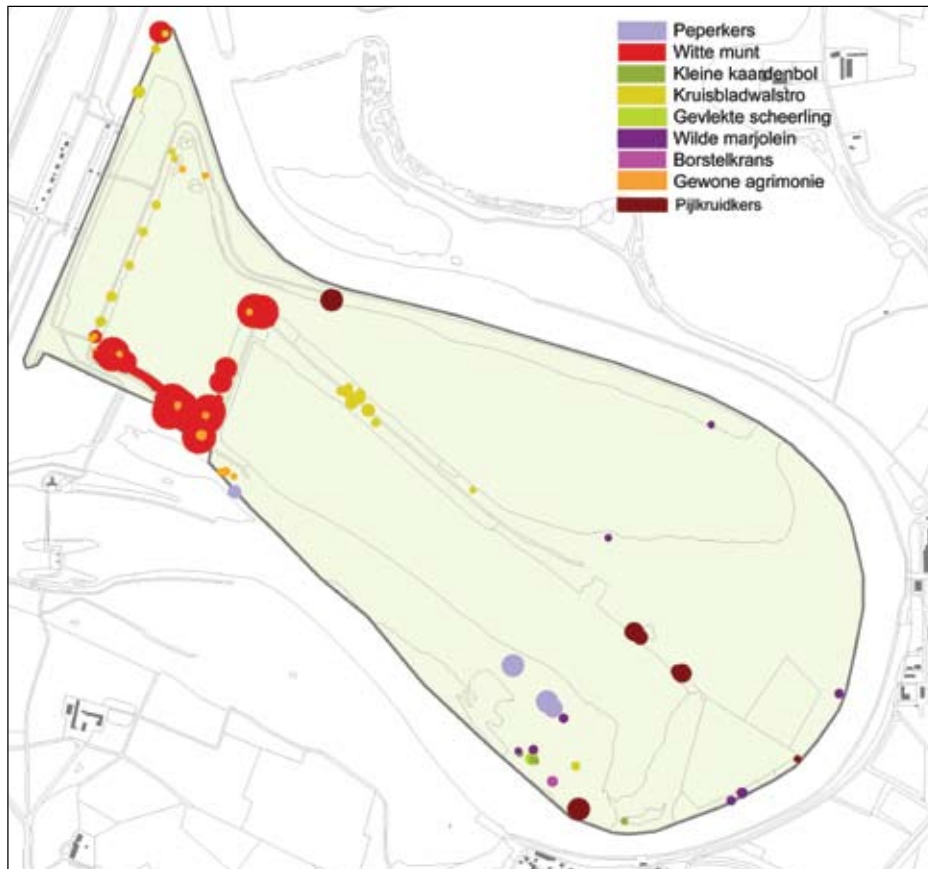 Peperkers
Witte munt
Kleine kaardenbol
Kruisbladwalstro
Gevlekte scheerling
Wilde marjolein
Borstelkrans
Gewone agrimonie
Pijlkruidkers